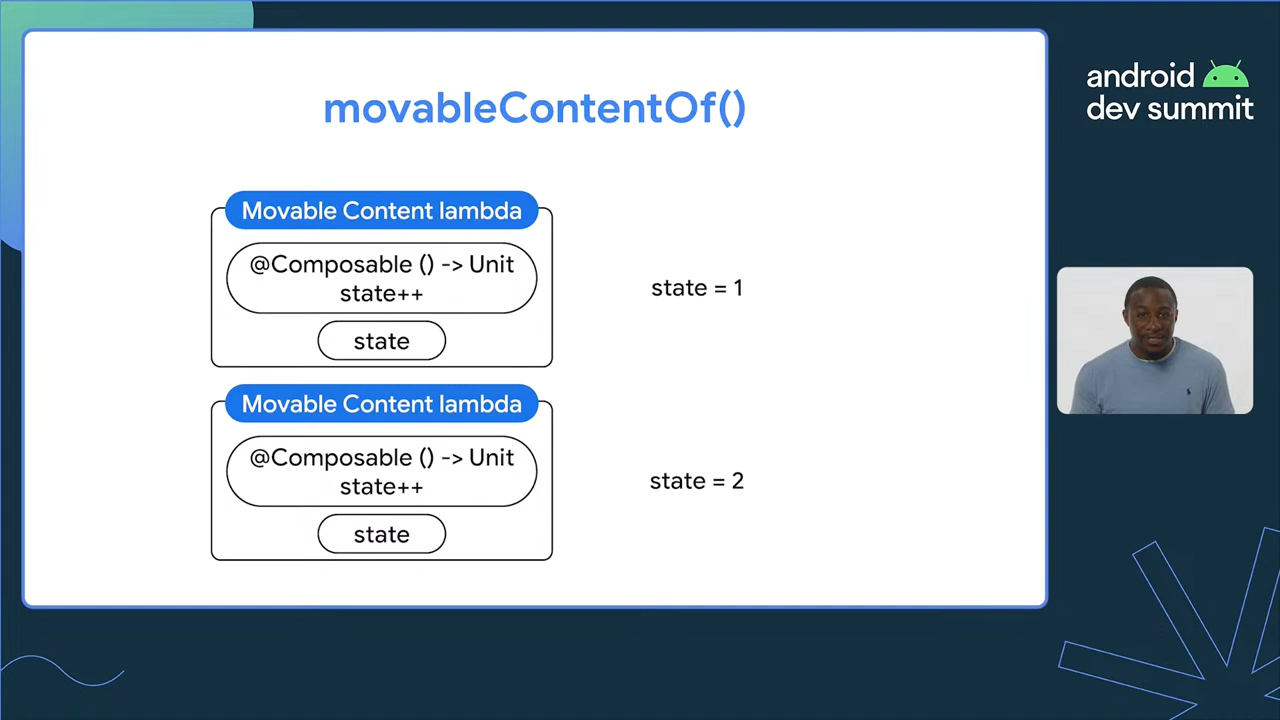 movableContentOf()
Movable Content lambda
@Composable () -> Unit
state++
state
state = 1
Movable Content lambda
@Composable () -> Unit
state++
state
state = 2
android
dev summit